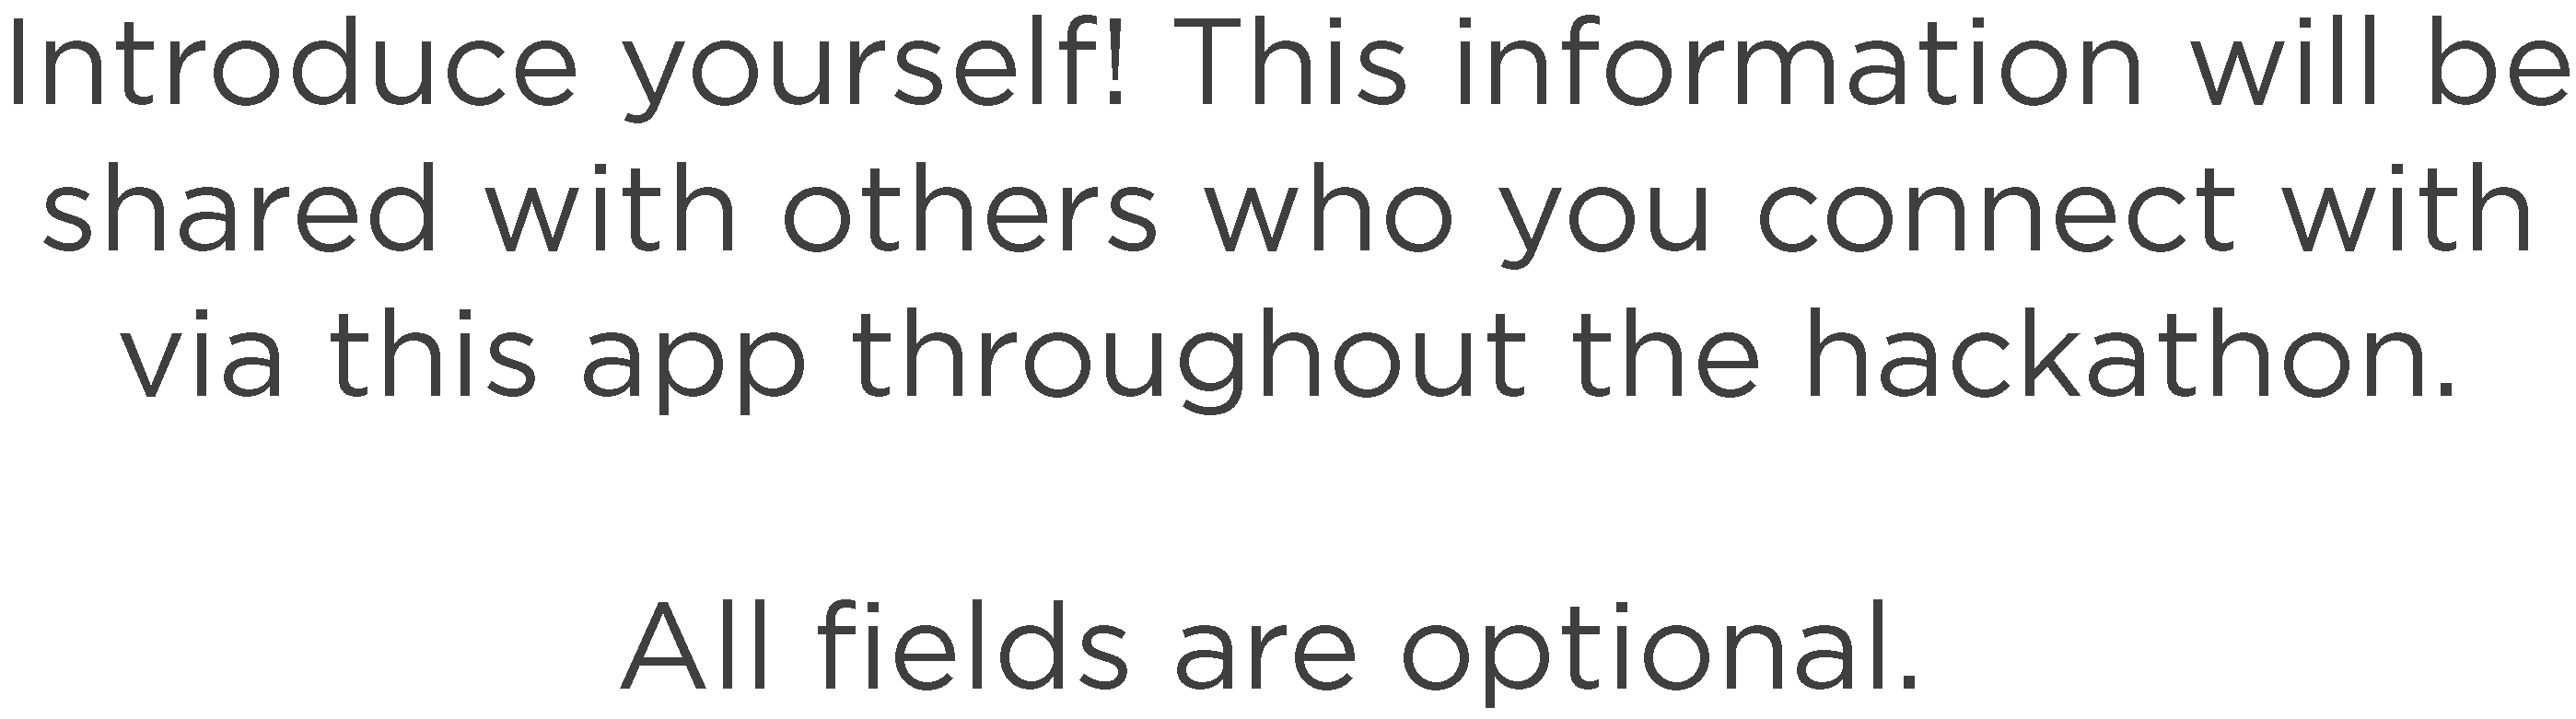 Introduce yourself! This information will be
shared with others who you connect with
via this app throughout the hackathon.
All fields are optional.